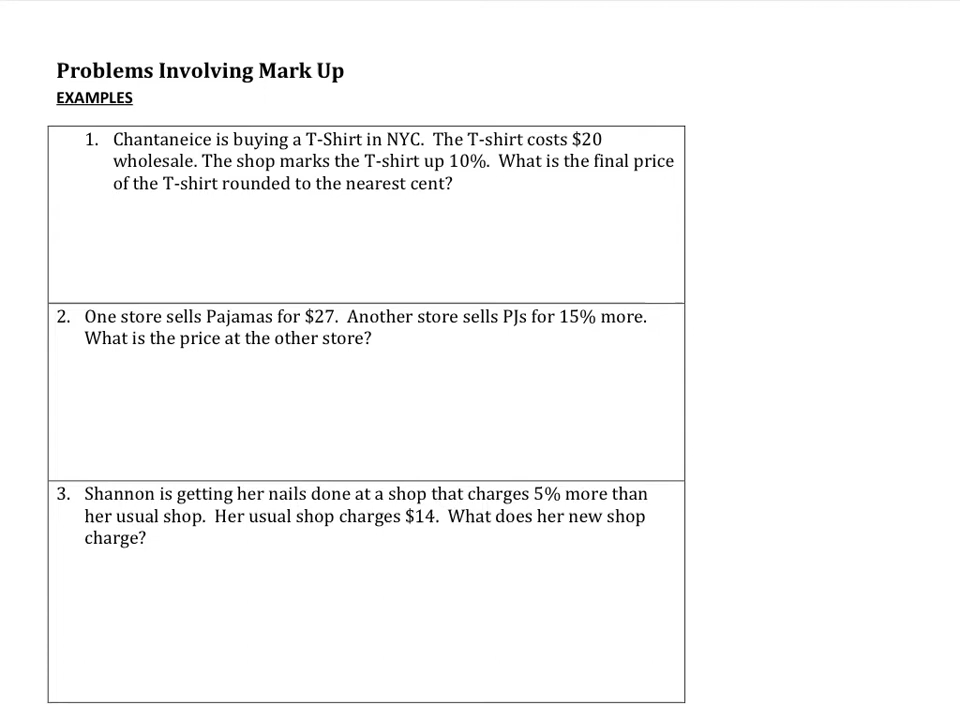 Problems Involving Mark Up
EXAMPLES
1. Chantaneice is buying a T-Shirt in NYC. The T-shirt costs $20
wholesale. The shop marks the T-shirt up 10%. What is the final price
of the T-shirt rounded to the nearest cent?
2. One store sells Pajamas for $27. Another store sells PJs for 15% more.
What is the price at the other store?
3. Shannon is getting her nails done at a shop that charges 5% more than
her usual shop. Her usual shop charges $14. What does her new shop
charge?